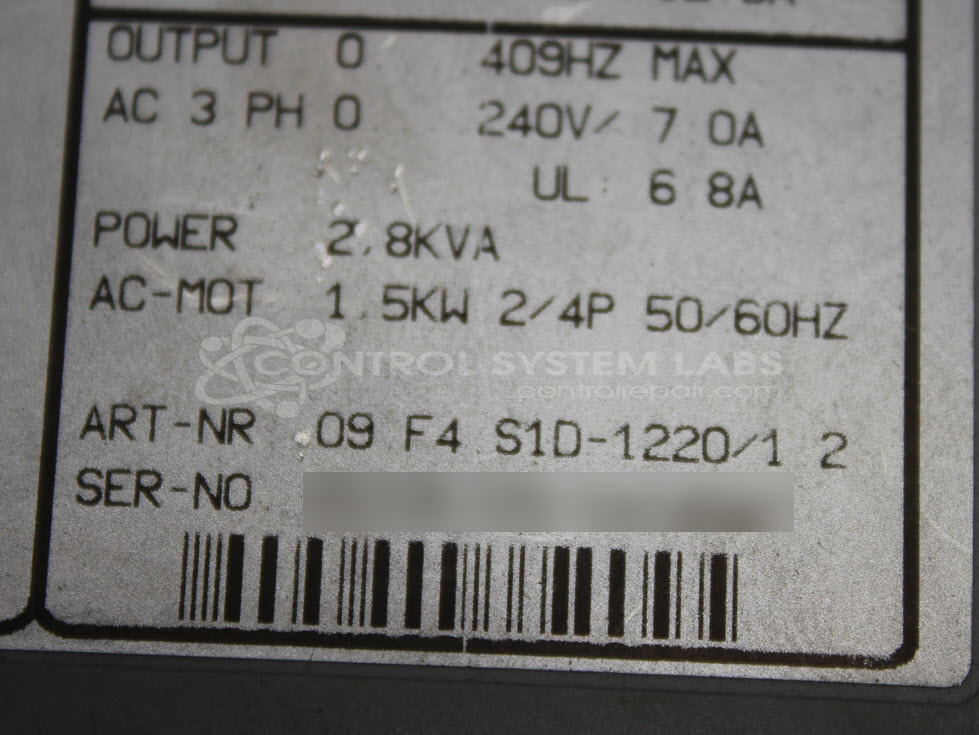 OUTPUT 0 409HZ MAX
AC 3 PH 0 240V/ 7.0A
UL: 6.8A
POWER 2.8KVA
AC-MOT 1.5KW 2/4P 50/60HZ
CONTROL SYSTEM LABS
controlrepair.com
ART-NR .09.F4.S1D-1220/1.2
SER-NO